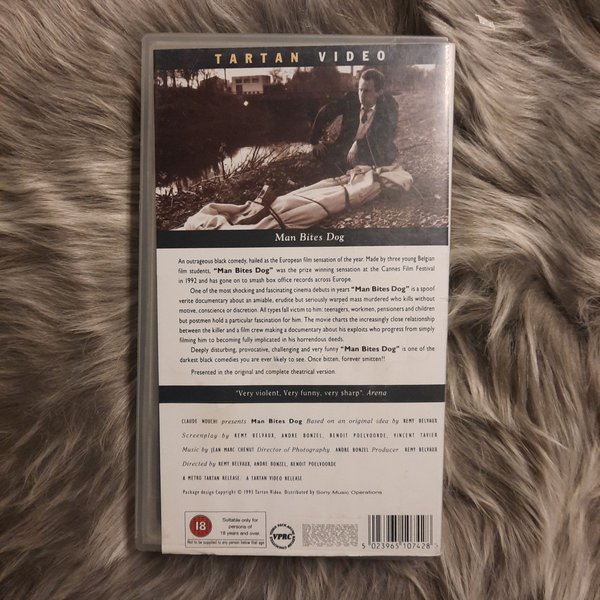 TARTAN VIDEO
Man Bites Dog
An outrageous black comedy, hailed as the European film sensation of the year. Made by three young Belgian
film students, "Man Bites Dog" was the prize winning sensation at the Cannes Film Festival
in 1992 and has gone on to smash box office records across Europe.
One of the most shocking and fascinating cinema debuts in years "Man Bites Dog" is a spoof
verite documentary about an amiable, erudite but seriously warped mass murdered who kills without
motive, conscience or discretion. All types fall victim to him: teenagers, workmen, pensioners and children
but postmen hold a particular fascination for him. The movie charts the increasingly close relationship
between the killer and a film crew making a documentary about his exploits who progress from simply
filming him to becoming fully implicated in his horrendous deeds.
Deeply disturbing, provocative, challenging and very funny "Man Bites Dog" is one of the
darkest black comedies you are ever likely to see. Once bitten, forever smitten!!
Presented in the original and complete theatrical version.
"Very violent, Very funny, very sharp". Arena
CLAUDE NOUCHI presents Man Bites Dog Based on an original idea by REMY BELVAUX
Screenplay by REMY BELVAUX, ANDRE BONZEL, BENOIT POELVOORDE, VINCENT TAVIER
Music by JEAN MARC CHENUT Director of Photography ANDRE BONZEL Producer REMY BELVAUX
Directed by REMY BELVAUX, ANDRE BONZEL, BENOIT POELVOORDE
A METRO TARTAN RELEASE. A TARTAN VIDEO RELEASE
Package design Copyright © 1993 Tartan Video. Distributed by Sony Music Operations
18
Suitable only for
persons of
18 years and over.
Not to be supplied to any person below that age
VPRC
5 023965 107428